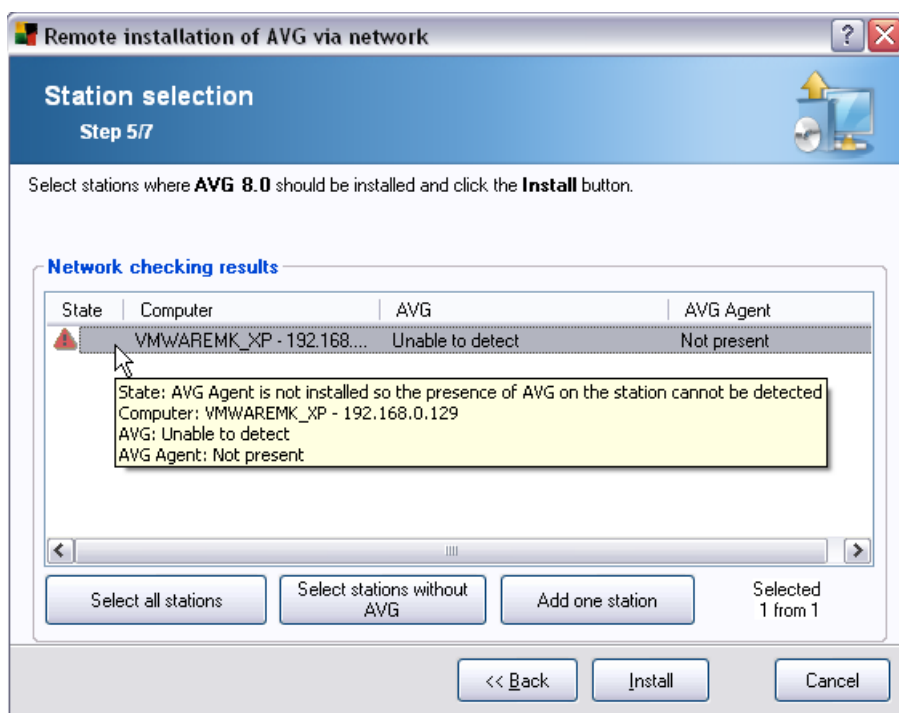 Remote installation of AVG via network
?
Station selection
Step 5/7
Select stations where AVG 8.0 should be installed and click the Install button.
Network checking results
State Computer AVG AVG Agent
VMWAREMK_XP - 192.168.... Unable to detect Not present
State: AVG Agent is not installed so the presence of AVG on the station cannot be detected
Computer: VMWAREMK_XP - 192.168.0.129
AVG: Unable to detect
AVG Agent: Not present
Select all stations
Select stations without
AVG
Add one station
Selected
1 from 1
<< Back
Install
Cancel